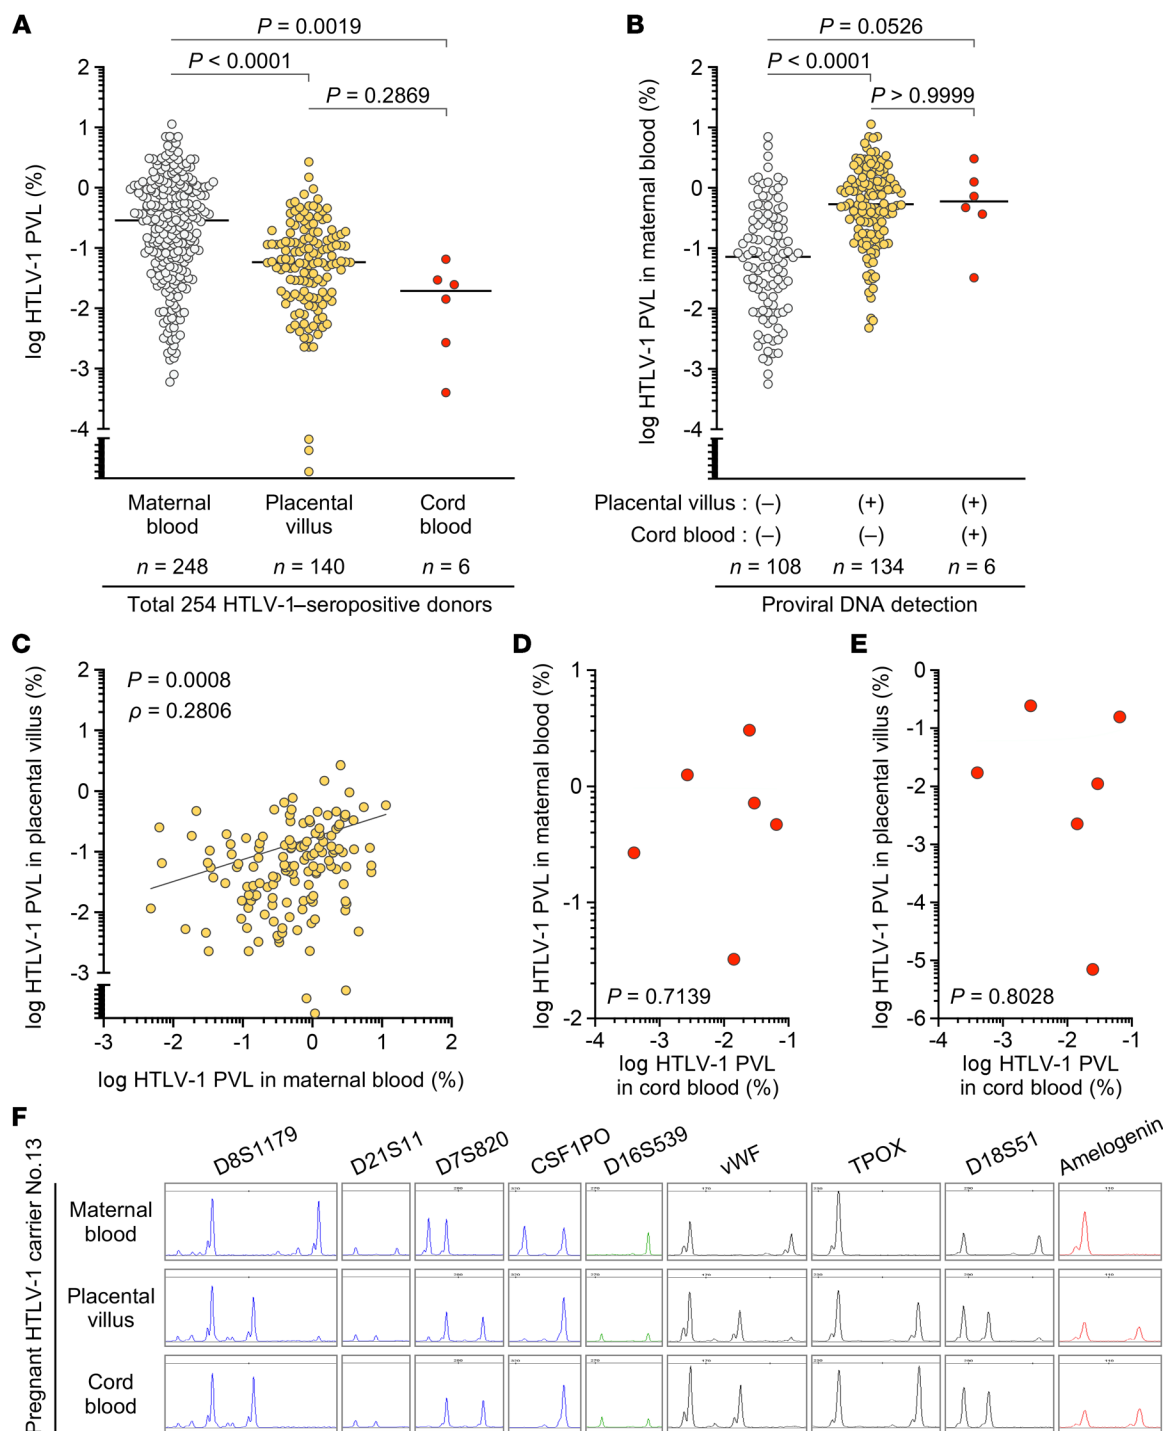 A
P = 0.0019
P < 0.0001
P = 0.2869
log HTLV-1 PVL (%)
2
1
0
-1
-2
-3
-4
Maternal blood
Placental villus
Cord blood
n = 248
n = 140
n = 6
Total 254 HTLV-1–seropositive donors
B
P = 0.0526
P < 0.0001
P > 0.9999
log HTLV-1 PVL in maternal blood (%)
2
1
0
-1
-2
-3
-4
Placental villus : (–) (+) (+)
Cord blood : (–) (–) (+)
n = 108
n = 134
n = 6
Proviral DNA detection
C
P = 0.0008
ρ = 0.2806
log HTLV-1 PVL in placental villus (%)
2
1
0
-1
-2
-3
-3 -2 -1 0 1 2
log HTLV-1 PVL in maternal blood (%)
D
log HTLV-1 PVL in maternal blood (%)
1
0
-1
-2
P = 0.7139
-4 -3 -2 -1
log HTLV-1 PVL
in cord blood (%)
E
log HTLV-1 PVL in placental villus (%)
0
-1
-2
-3
-4
-5
-6
P = 0.8028
-4 -3 -2 -1
log HTLV-1 PVL
in cord blood (%)
F
Pregnant HTLV-1 carrier No.13
D8S1179 D21S11 D7S820 CSF1PO D16S539 vWF TPOX D18S51 Amelogenin
Maternal
blood
Placental
villus
Cord
blood